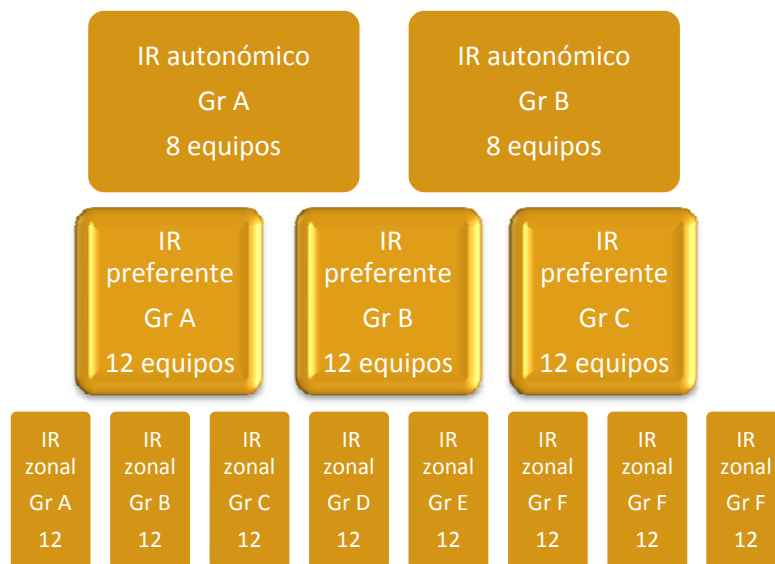 IR autonómico
Gr A
8 equipos
IR autonómico
Gr B
8 equipos
IR
preferente
Gr A
12 equipos
IR
preferente
Gr B
12 equipos
IR
preferente
Gr C
12 equipos
IR
zonal
Gr A
12
IR
zonal
Gr B
12
IR
zonal
Gr C
12
IR
zonal
Gr D
12
IR
zonal
Gr E
12
IR
zonal
Gr F
12
IR
zonal
Gr F
12
IR
zonal
Gr F
12